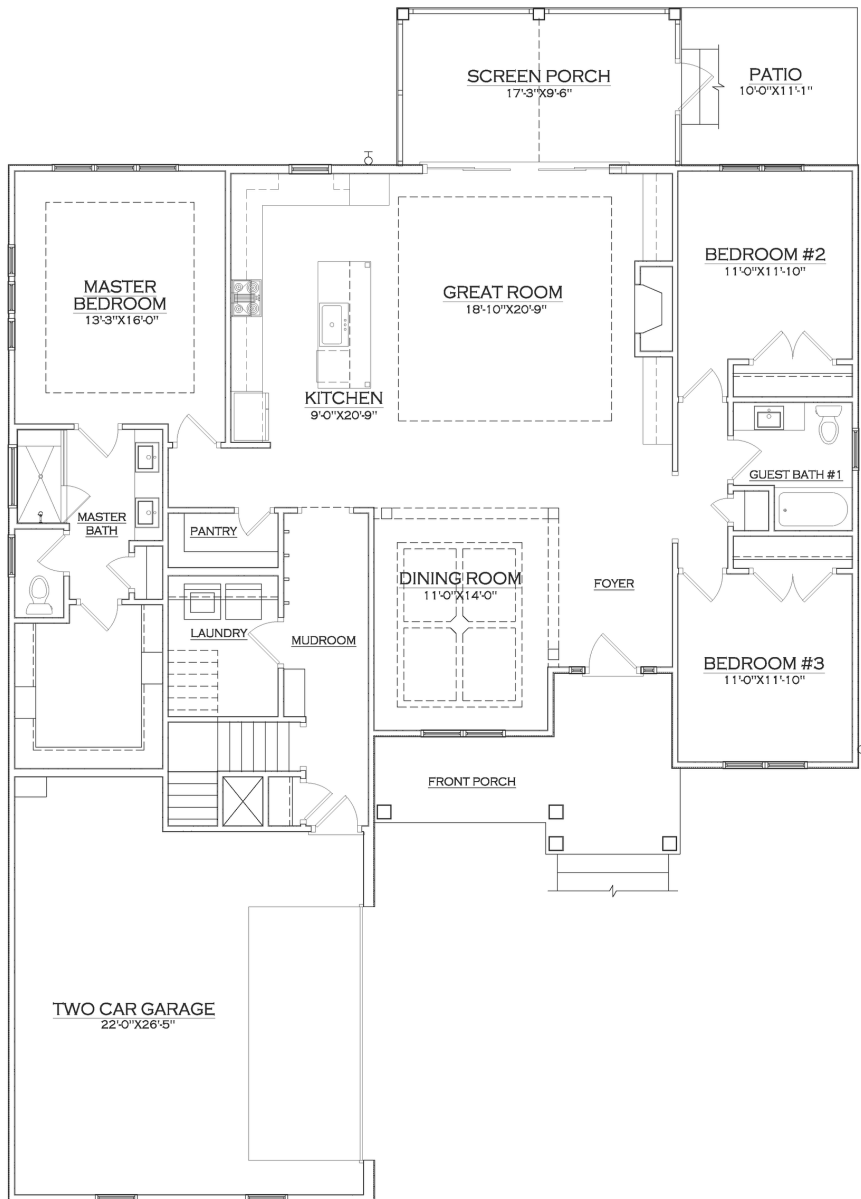 SCREEN PORCH
17'-3"X9'-6"
PATIO
10'-0"X11'-1"
MASTER
BEDROOM
13'-3"X16'-0"
GREAT ROOM
18'-10"X20'-9"
BEDROOM #2
11'-0"X11'-10"
KITCHEN
9'-0"X20'-9"
MASTER
BATH
PANTRY
GUEST BATH #1
DINING ROOM
11'-0"X14'-0"
FOYER
LAUNDRY
MUDROOM
BEDROOM #3
11'-0"X11'-10"
FRONT PORCH
TWO CAR GARAGE
22'-0"X26'-5"